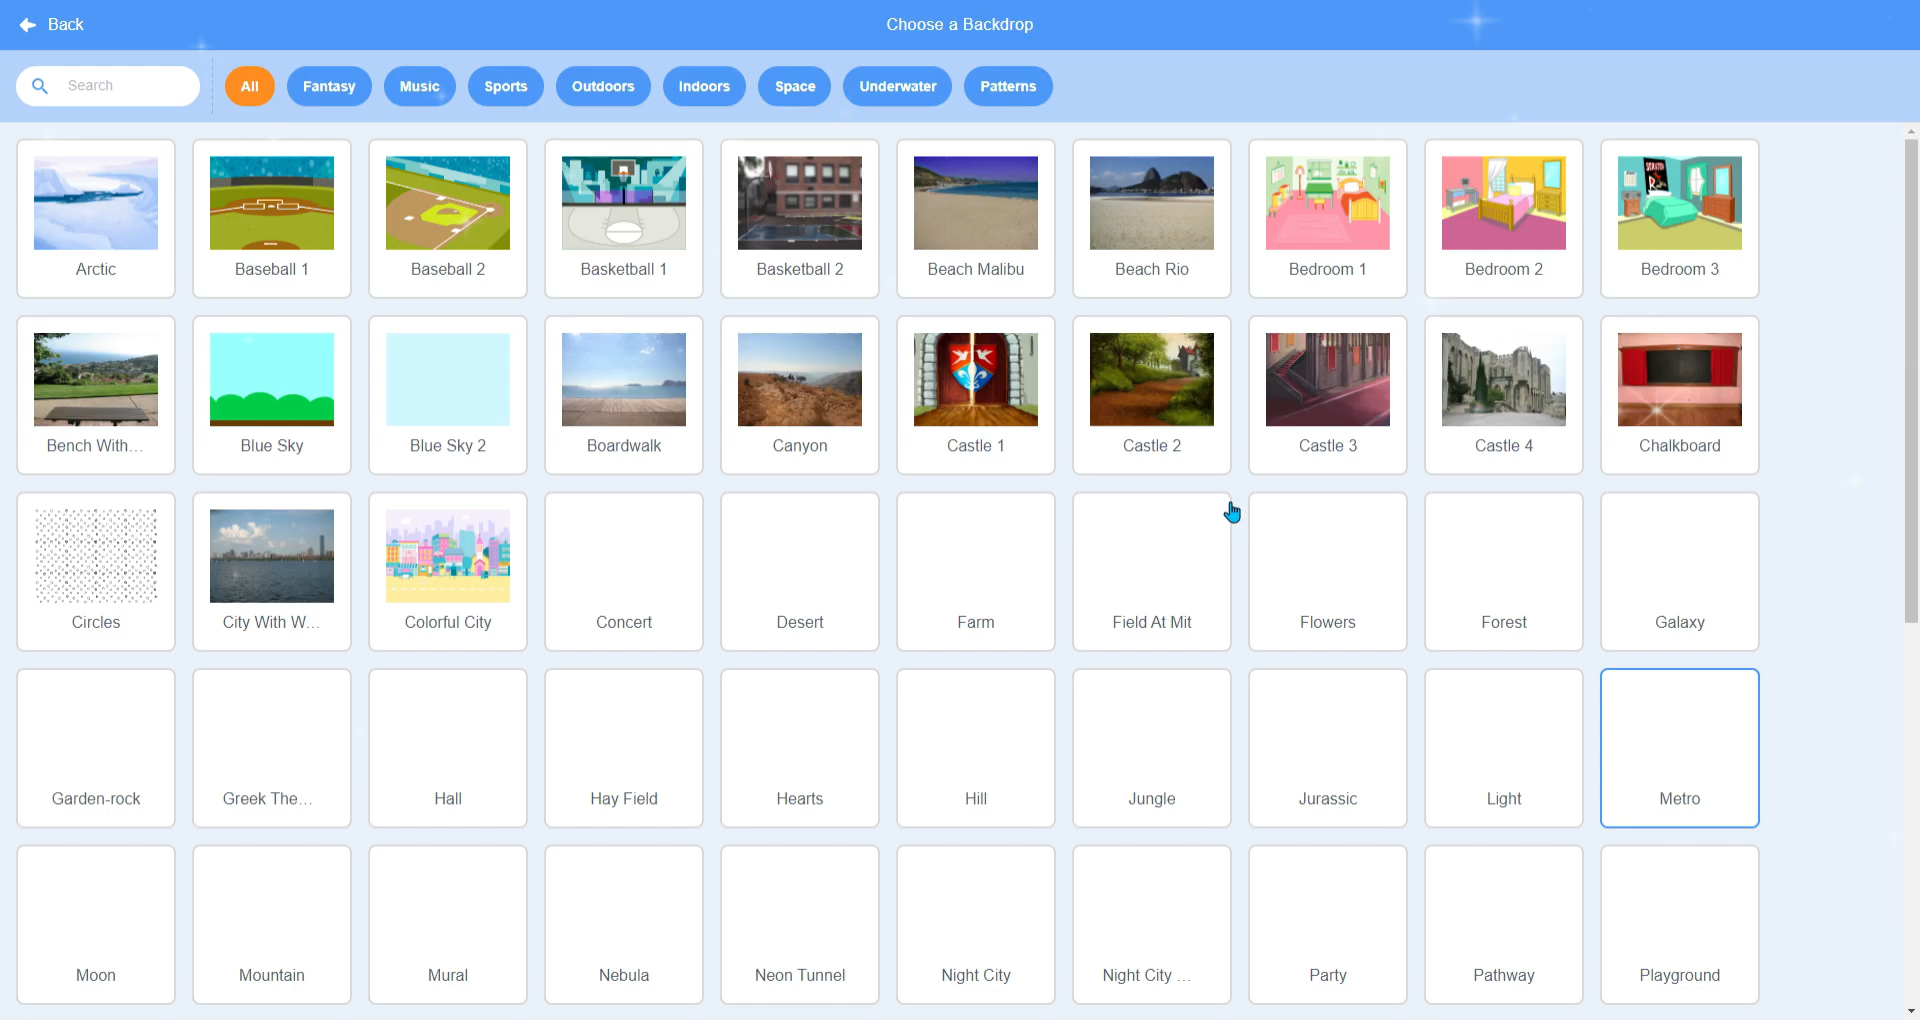 Back
Choose a Backdrop
Search
All
Fantasy
Music
Sports
Outdoors
Indoors
Space
Underwater
Patterns
Arctic
Baseball 1
Baseball 2
Basketball 1
Basketball 2
Beach Malibu
Beach Rio
Bedroom 1
Bedroom 2
Bedroom 3
Bench With...
Blue Sky
Blue Sky 2
Boardwalk
Canyon
Castle 1
Castle 2
Castle 3
Castle 4
Chalkboard
Circles
City With W...
Colorful City
Concert
Desert
Farm
Field At Mit
Flowers
Forest
Galaxy
Garden-rock
Greek The...
Hall
Hay Field
Hearts
Hill
Jungle
Jurassic
Light
Metro
Moon
Mountain
Mural
Nebula
Neon Tunnel
Night City
Night City ...
Party
Pathway
Playground